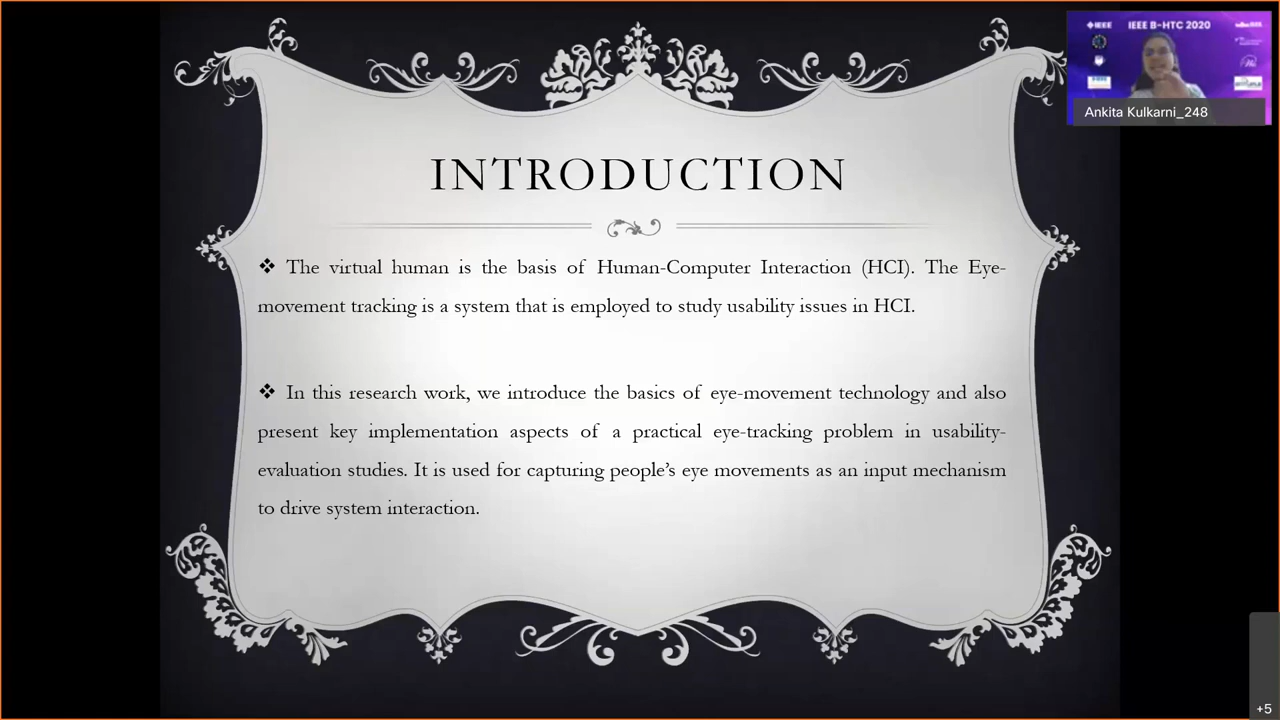 IEEE
IEEE B-HTC 2020
Ankita Kulkarni_248
INTRODUCTION
❖ The virtual human is the basis of Human-Computer Interaction (HCI). The Eye-
movement tracking is a system that is employed to study usability issues in HCI.
❖ In this research work, we introduce the basics of eye-movement technology and also
present key implementation aspects of a practical eye-tracking problem in usability-
evaluation studies. It is used for capturing people’s eye movements as an input mechanism
to drive system interaction.
+5